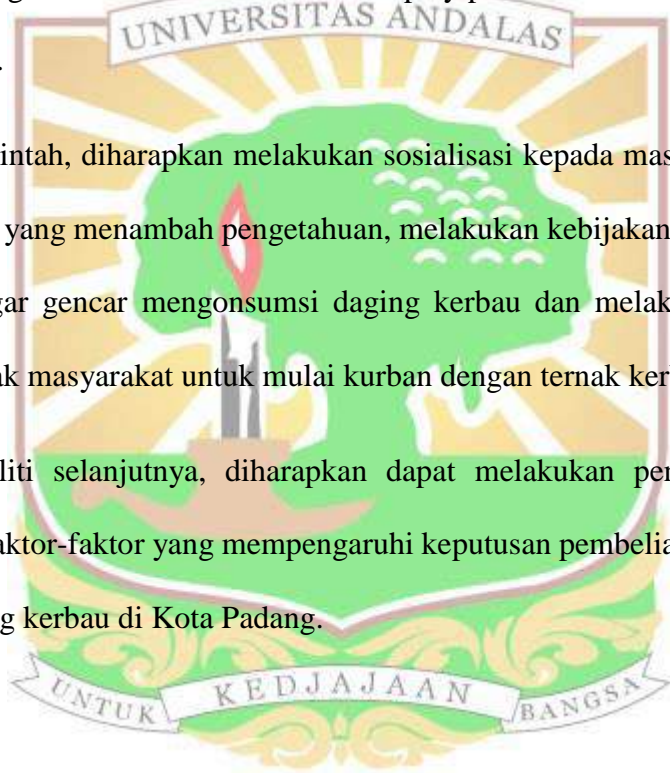 UNIVERSITAS ANDALAS
intah, diharapkan melakukan sosialisasi kepada mas
yang menambah pengetahuan, melakukan kebijakan
gar gencar mengonsumsi daging kerbau dan melak
ak masyarakat untuk mulai kurban dengan ternak ker
liti selanjutnya, diharapkan dapat melakukan per
aktor-faktor yang mempengaruhi keputusan pembelia
g kerbau di Kota Padang.
UNTUK KEDJAJAAN BANGSA